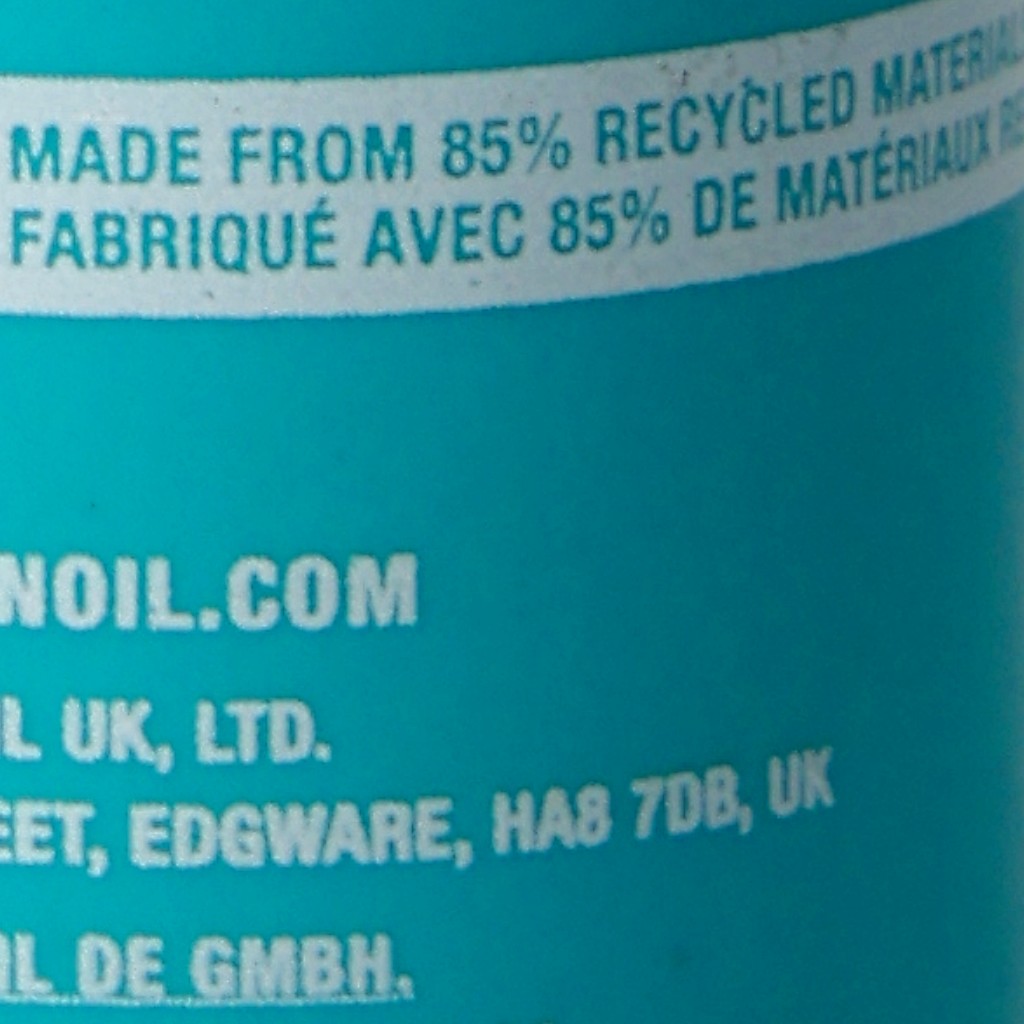 MADE FROM 85% RECYCLED MATERIAL
FABRIQUÉ AVEC 85% DE MATÉRIAUX RE
NOIL.COM
L UK, LTD.
EET, EDGWARE, HA8 7DB, UK
IL DE GMBH.